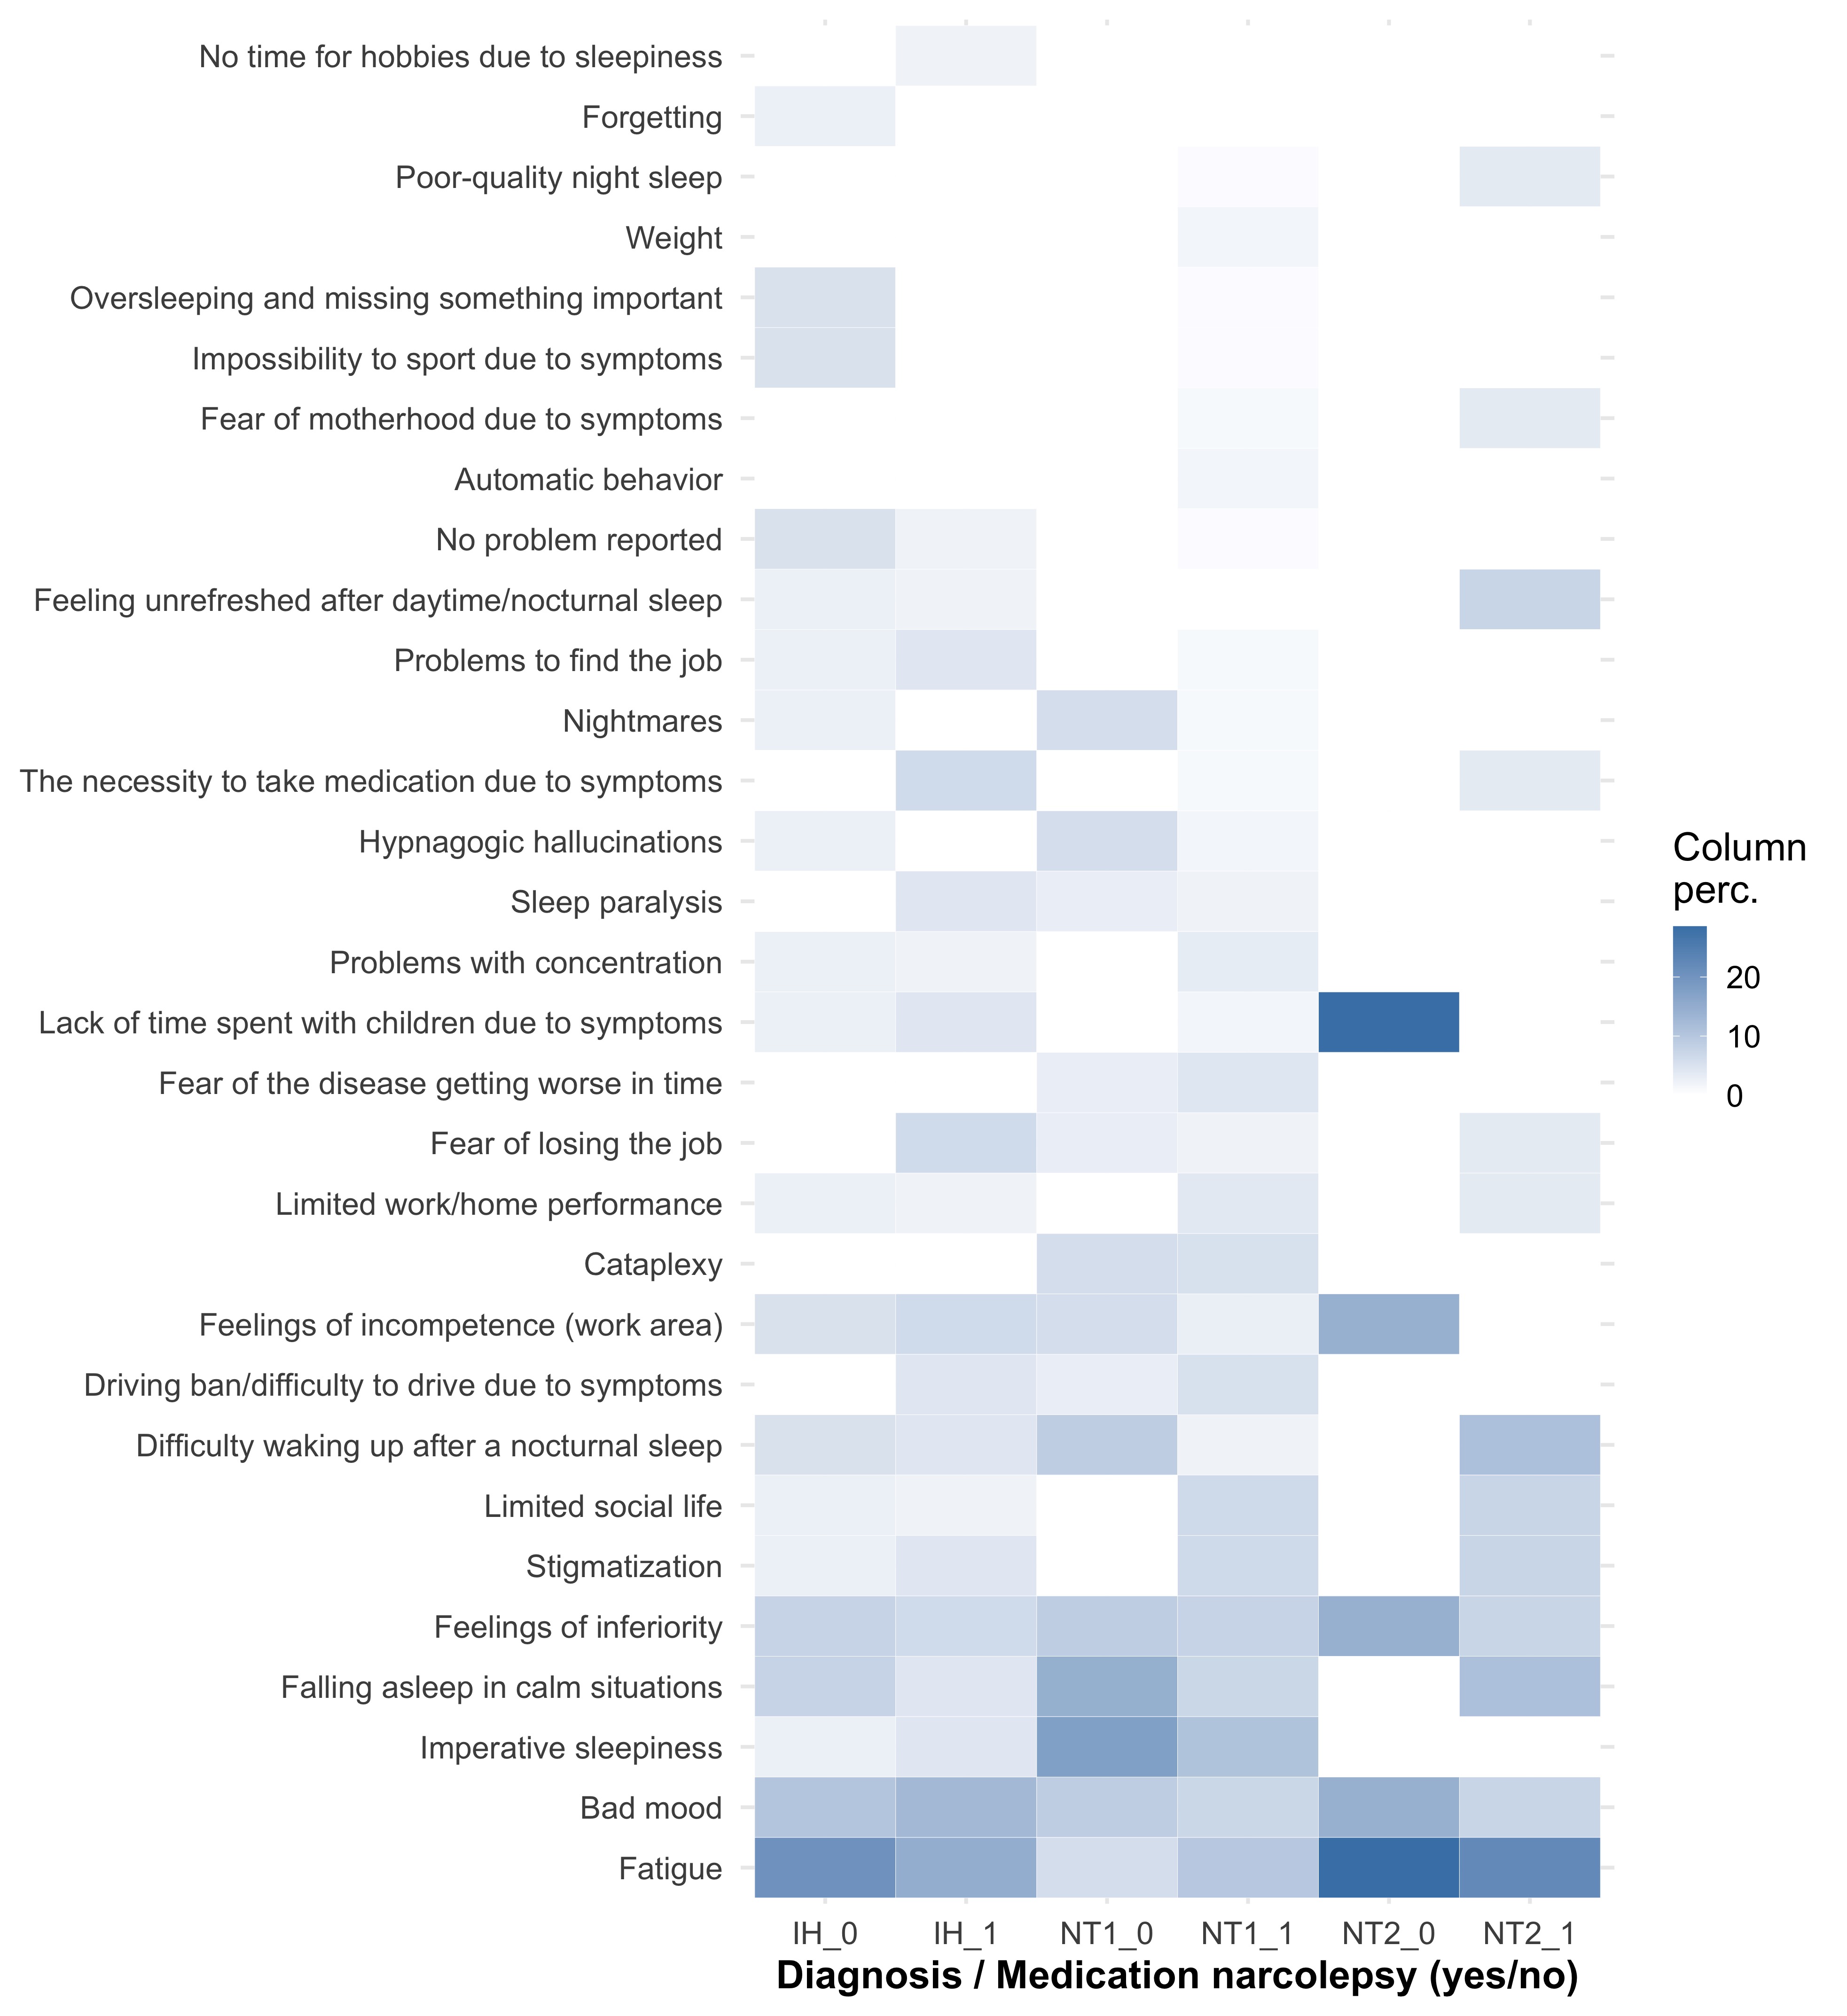 No time for hobbies due to sleepiness
Forgetting
Poor-quality night sleep
Weight
Oversleeping and missing something important
Impossibility to sport due to symptoms
Fear of motherhood due to symptoms
Automatic behavior
No problem reported
Feeling unrefreshed after daytime/nocturnal sleep
Problems to find the job
Nightmares
The necessity to take medication due to symptoms
Hypnagogic hallucinations
Sleep paralysis
Problems with concentration
Lack of time spent with children due to symptoms
Fear of the disease getting worse in time
Fear of losing the job
Limited work/home performance
Cataplexy
Feelings of incompetence (work area)
Driving ban/difficulty to drive due to symptoms
Difficulty waking up after a nocturnal sleep
Limited social life
Stigmatization
Feelings of inferiority
Falling asleep in calm situations
Imperative sleepiness
Bad mood
Fatigue
IH_0 IH_1 NT1_0 NT1_1 NT2_0 NT2_1
Diagnosis / Medication narcolepsy (yes/no)
Column
perc.
20
10
0